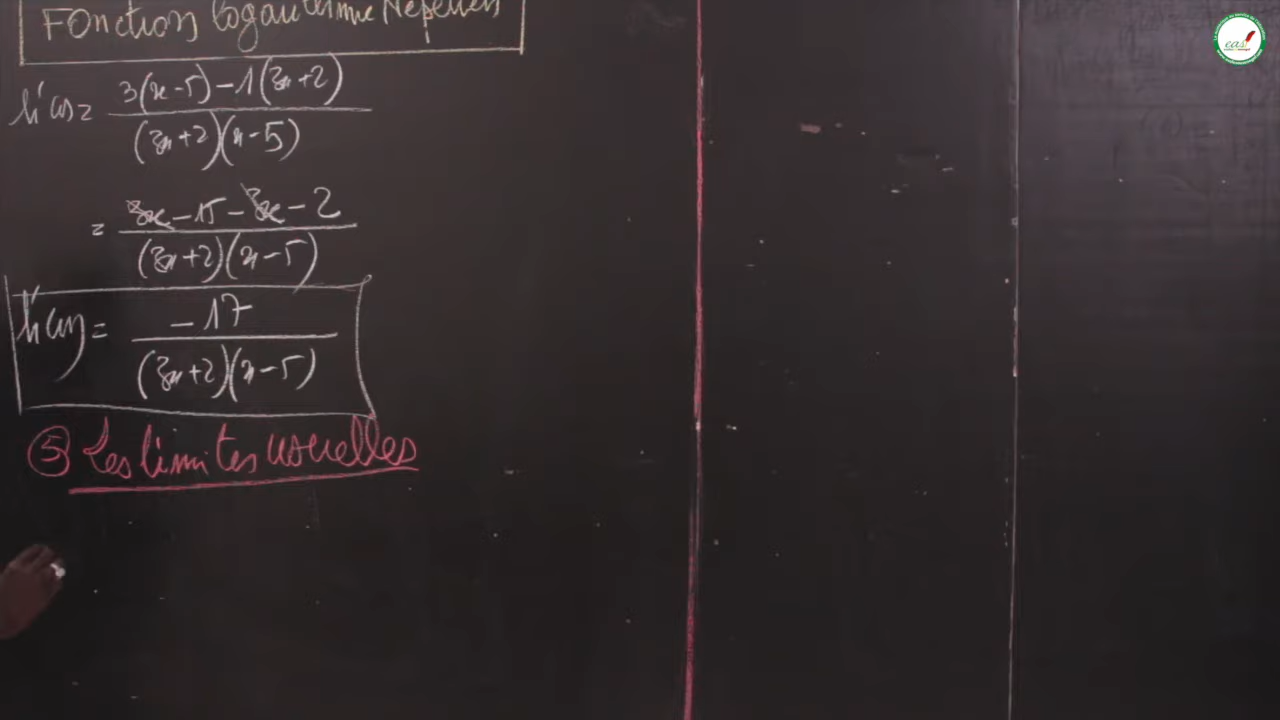 Fonction logarithme Népérien
h'(x) = 3(x-5)-1(3x+2) / (3x+2)(x-5)
= 3x-15-3x-2 / (3x+2)(x-5)
h'(x) = -17 / (3x+2)(x-5)
⑤ Les limites usuelles
eas!